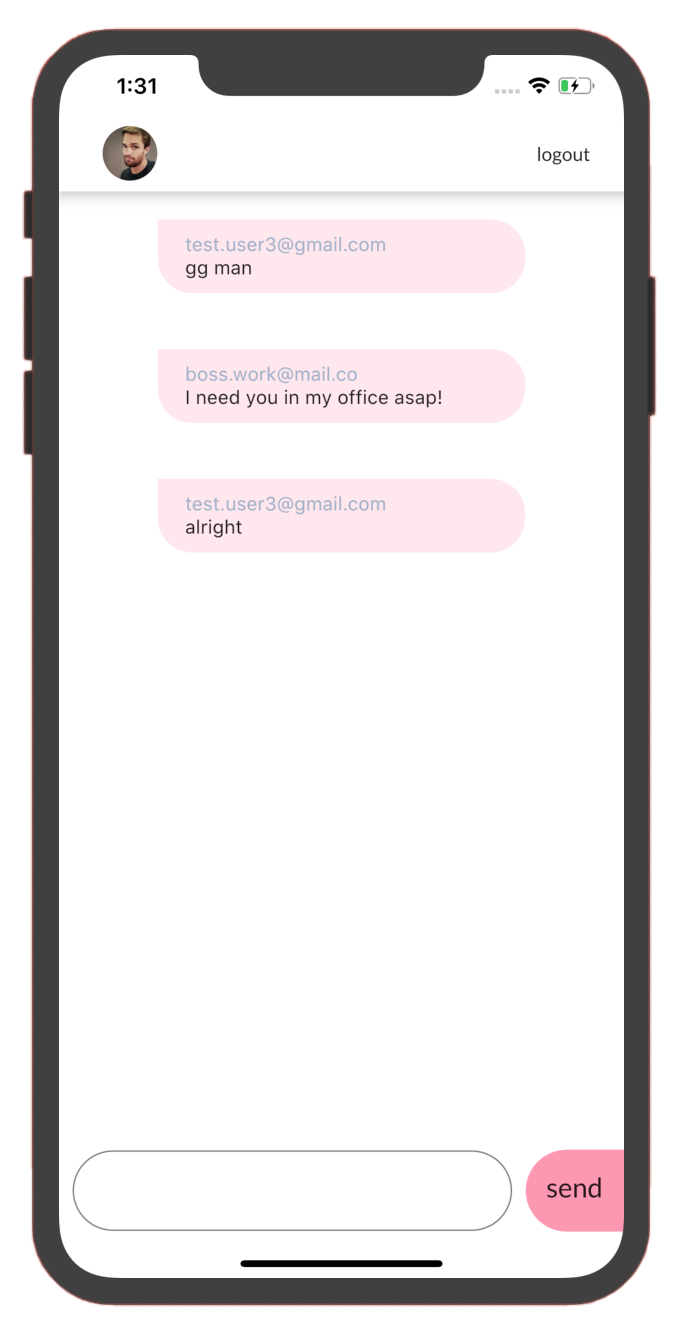 1:31
logout
test.user3@gmail.com
gg man
boss.work@mail.co
I need you in my office asap!
test.user3@gmail.com
alright
send